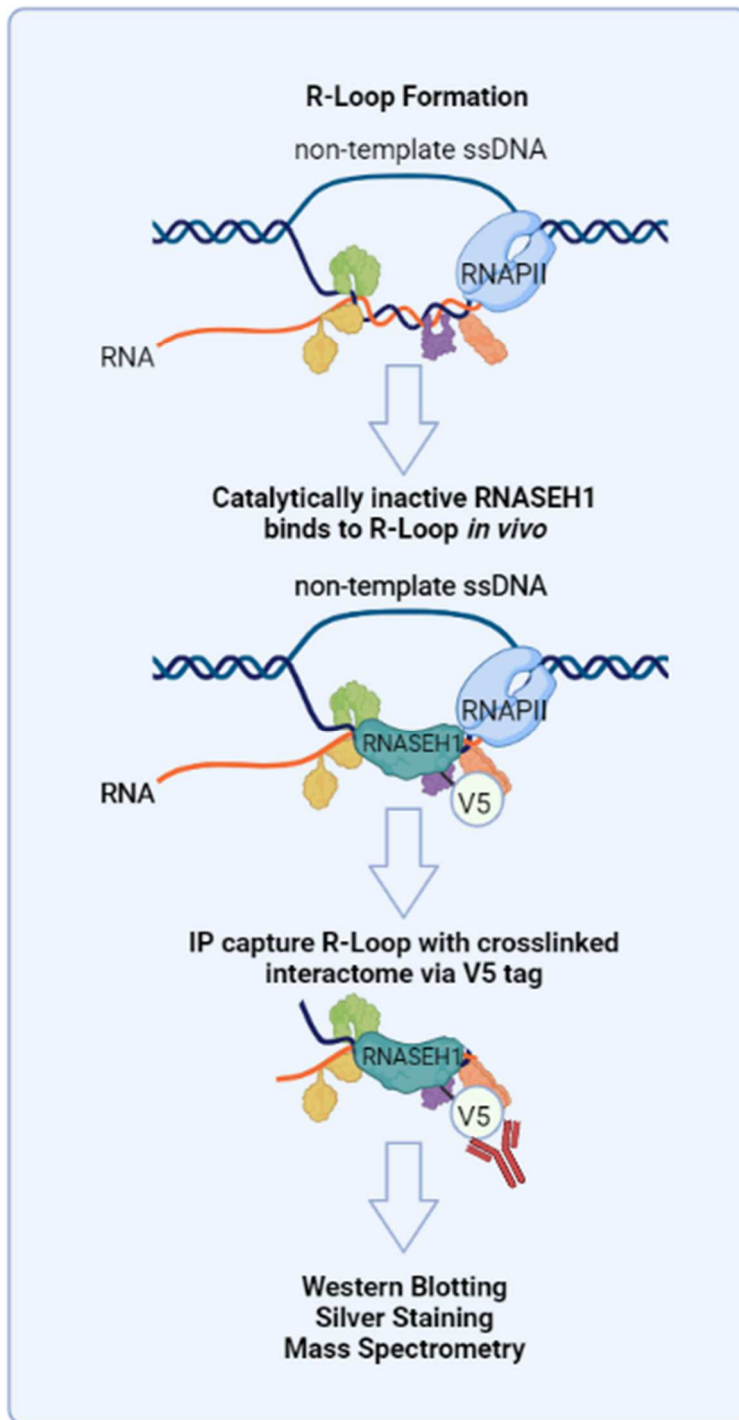 R-Loop Formation
non-template ssDNA
RNAPII
RNA
Catalytically inactive RNASEH1
binds to R-Loop in vivo
non-template ssDNA
RNAPII
RNASEH1
RNA
V5
IP capture R-Loop with crosslinked
interactome via V5 tag
RNASEH1
V5
Western Blotting
Silver Staining
Mass Spectrometry